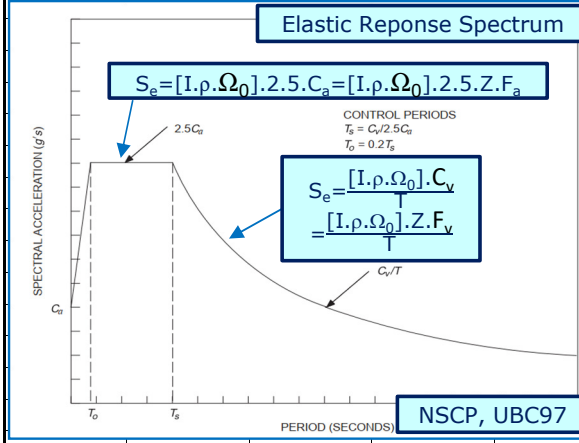 Elastic Reponse Spectrum
Se=[I.ρ.Ω0].2.5.Ca=[I.ρ.Ω0].2.5.Z.Fa
CONTROL PERIODS
Ts = Cv/2.5Ca
To = 0.2Ts
2.5Ca
Se=[I.ρ.Ω0].Cv
T
=[I.ρ.Ω0].Z.Fv
T
SPECTRAL ACCELERATION (g's)
Cv/T
Ca
To
Ts
PERIOD (SECONDS)
NSCP, UBC97